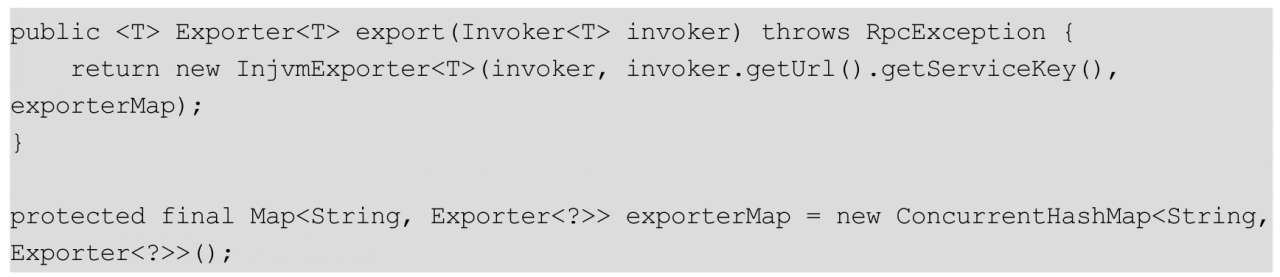 public <T> Exporter<T> export(Invoker<T> invoker) throws RpcException {
    return new InjvmExporter<T>(invoker, invoker.getUrl().getServiceKey(),
exporterMap);
}

protected final Map<String, Exporter<?>> exporterMap = new ConcurrentHashMap<String,
Exporter<?>>();